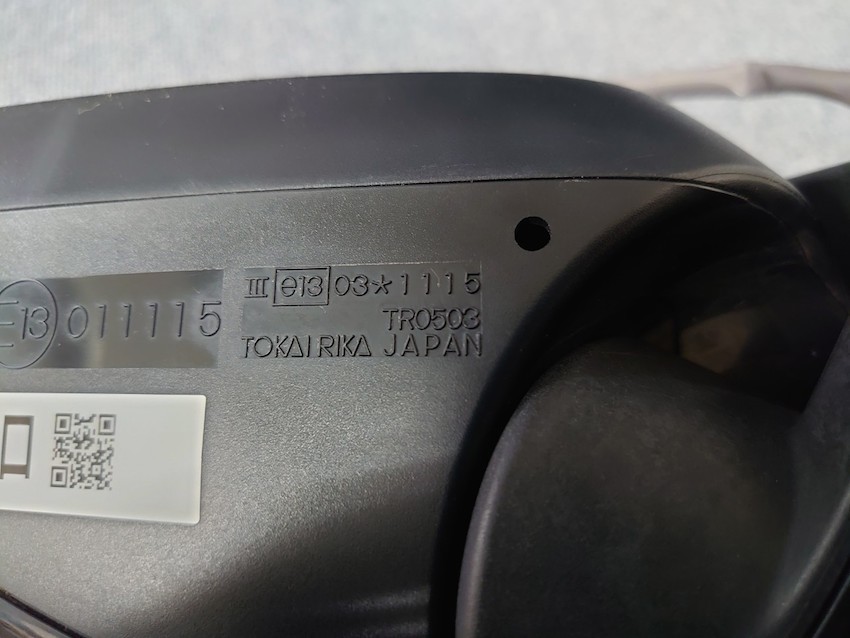 E13 011115
III e13 03*1115
TR0503
TOKAI RIKA JAPAN